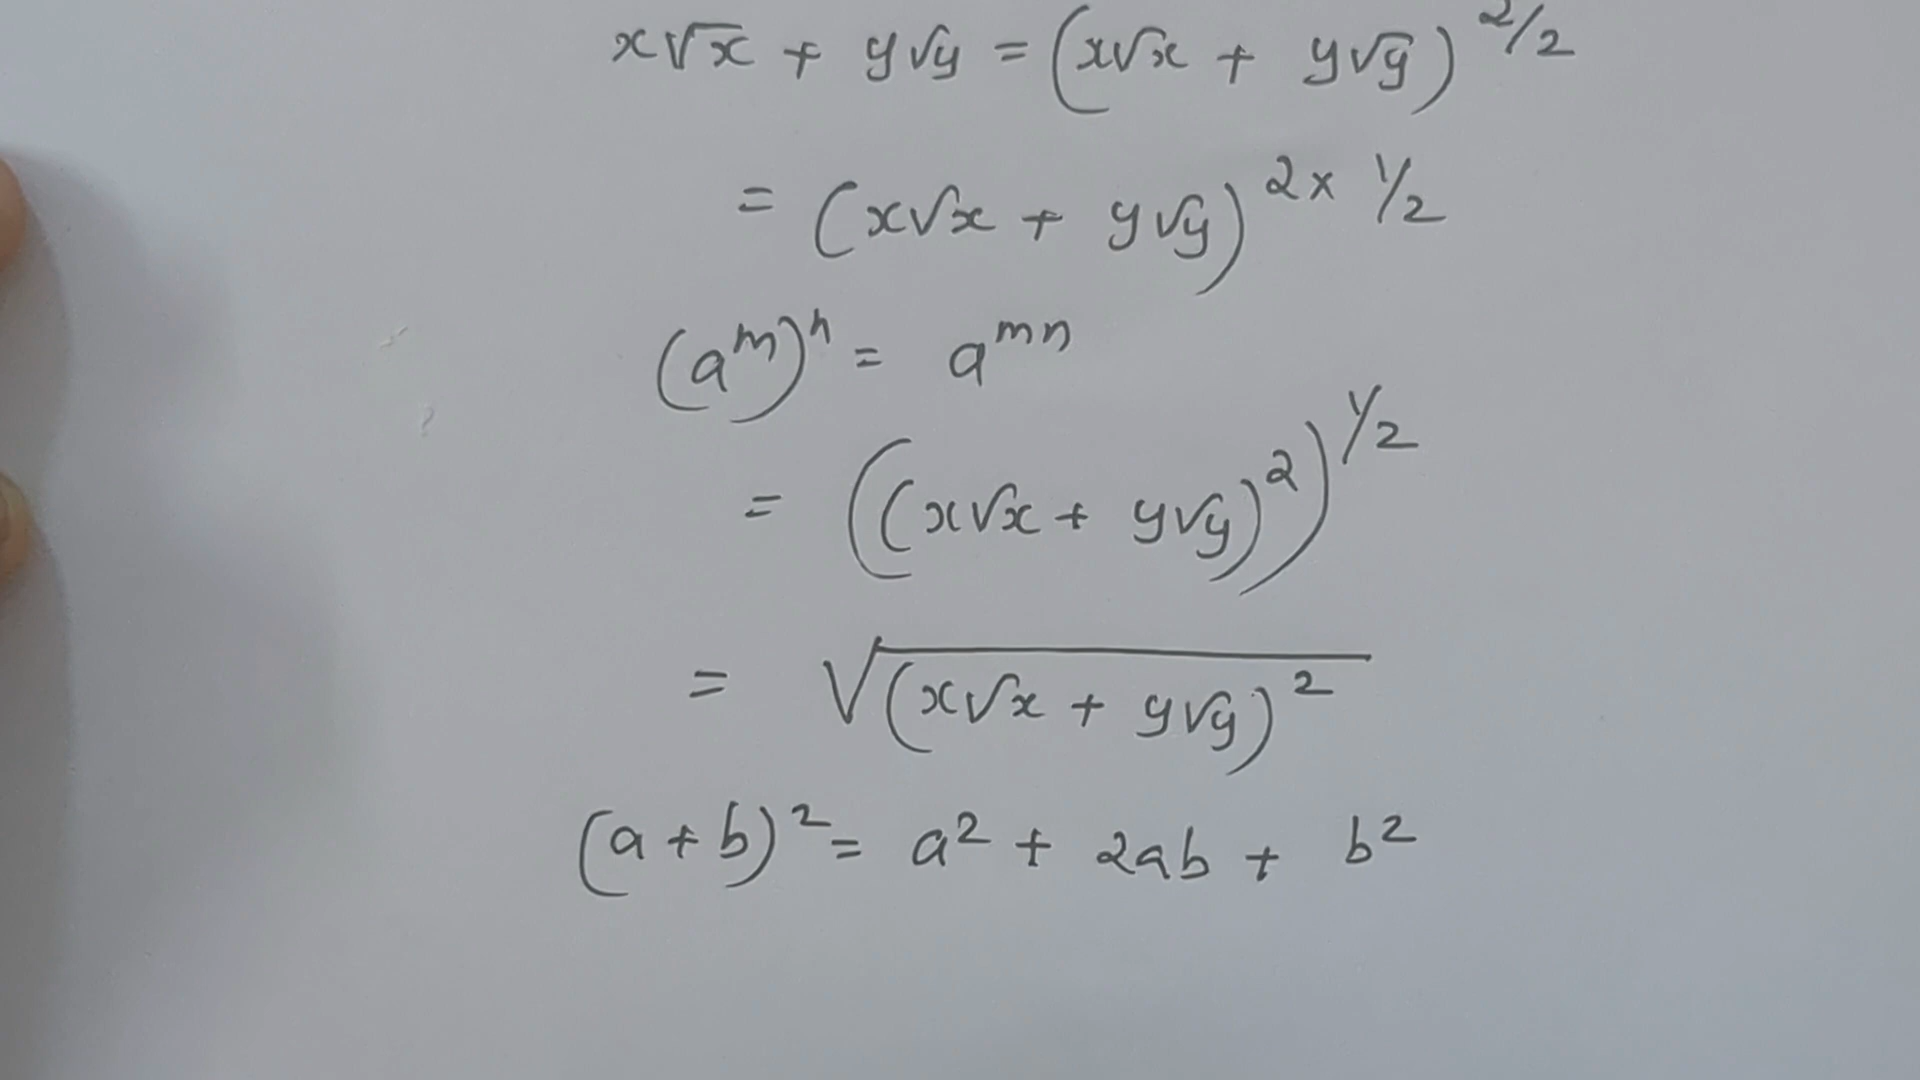 x√x + y√y = (x√x + y√y)^2/2
= (x√x + y√y)^2 x 1/2
(a^m)^n = a^mn
= ((x√x + y√y)^2)^1/2
= √(x√x + y√y)^2
(a + b)^2 = a^2 + 2ab + b^2